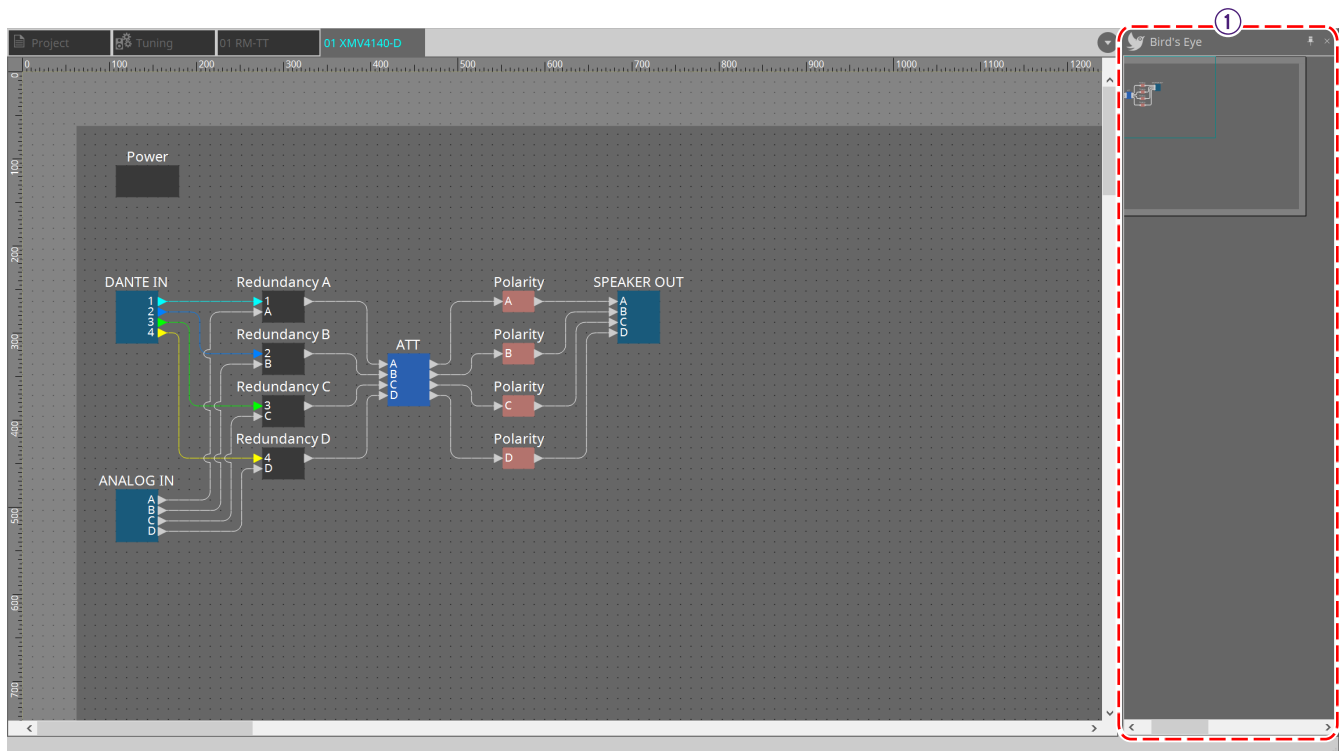 ①
Project
Tuning
01 RM-TT
01 XMV4140-D
Bird's Eye
0 100 200 300 400 500 600 700 800 900 1000 1100 1200
0
100
200
300
400
500
600
700
Power
DANTE IN
1
2
3
4
Redundancy A
1
A
Redundancy B
2
B
Redundancy C
3
C
Redundancy D
4
D
ANALOG IN
A
B
C
D
ATT
A
B
C
D
Polarity
A
Polarity
B
Polarity
C
Polarity
D
SPEAKER OUT
A
B
C
D